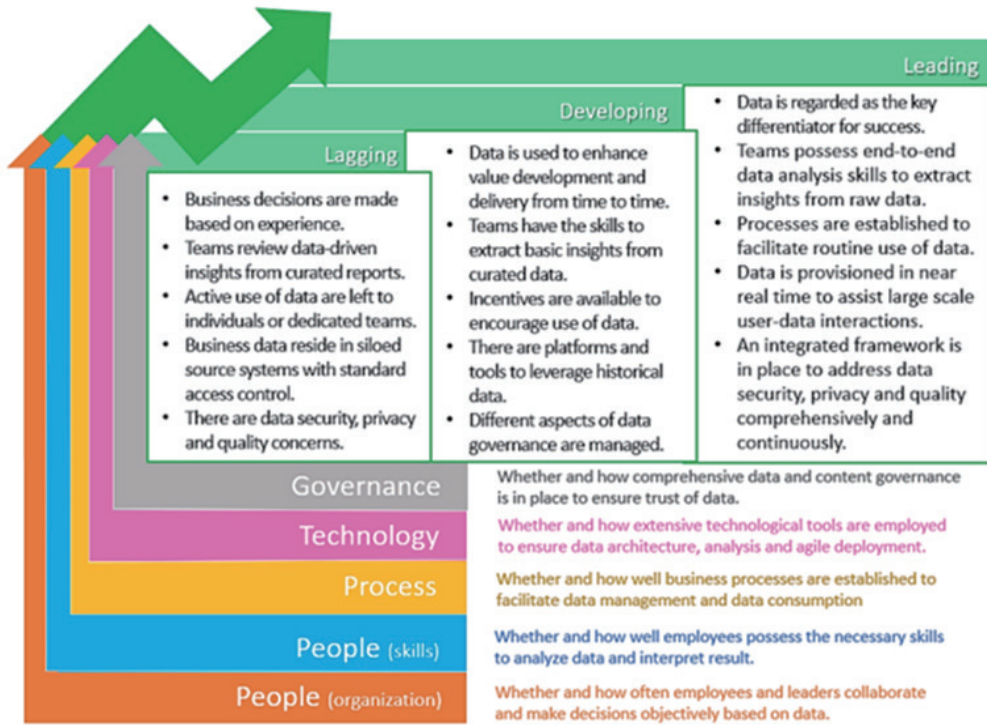 Leading
Developing
Lagging
• Business decisions are made
based on experience.
• Teams review data-driven
insights from curated reports.
• Active use of data are left to
individuals or dedicated teams.
• Business data reside in siloed
source systems with standard
access control.
• There are data security, privacy
and quality concerns.
• Data is used to enhance
value development and
delivery from time to time.
• Teams have the skills to
extract basic insights from
curated data.
• Incentives are available to
encourage use of data.
• There are platforms and
tools to leverage historical
data.
• Different aspects of data
governance are managed.
• Data is regarded as the key
differentiator for success.
• Teams possess end-to-end
data analysis skills to extract
insights from raw data.
• Processes are established to
facilitate routine use of data.
• Data is provisioned in near
real time to assist large scale
user-data interactions.
• An integrated framework is
in place to address data
security, privacy and quality
comprehensively and
continuously.
Governance
Whether and how comprehensive data and content governance
is in place to ensure trust of data.
Technology
Whether and how extensive technological tools are employed
to ensure data architecture, analysis and agile deployment.
Process
Whether and how well business processes are established to
facilitate data management and data consumption
People (skills)
Whether and how well employees possess the necessary skills
to analyze data and interpret result.
People (organization)
Whether and how often employees and leaders collaborate
and make decisions objectively based on data.